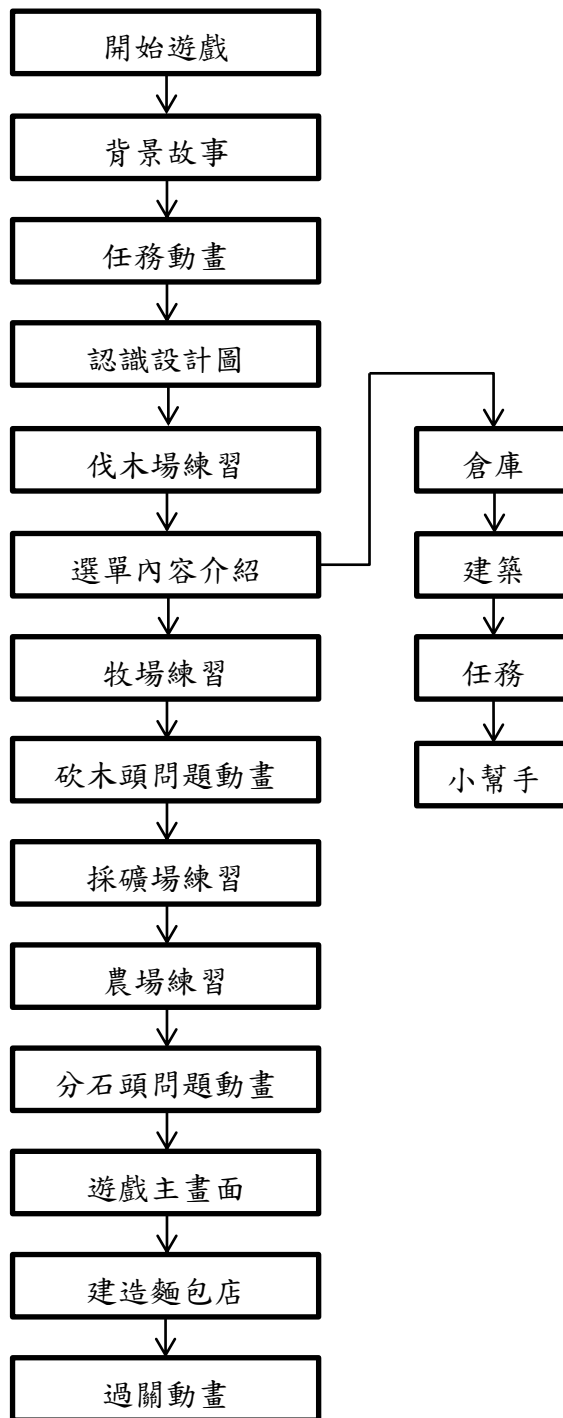 開始遊戲
背景故事
任務動畫
認識設計圖
伐木場練習
選單內容介紹
牧場練習
砍木頭問題動畫
採礦場練習
農場練習
分石頭問題動畫
遊戲主畫面
建造麵包店
過關動畫
倉庫
建築
任務
小幫手